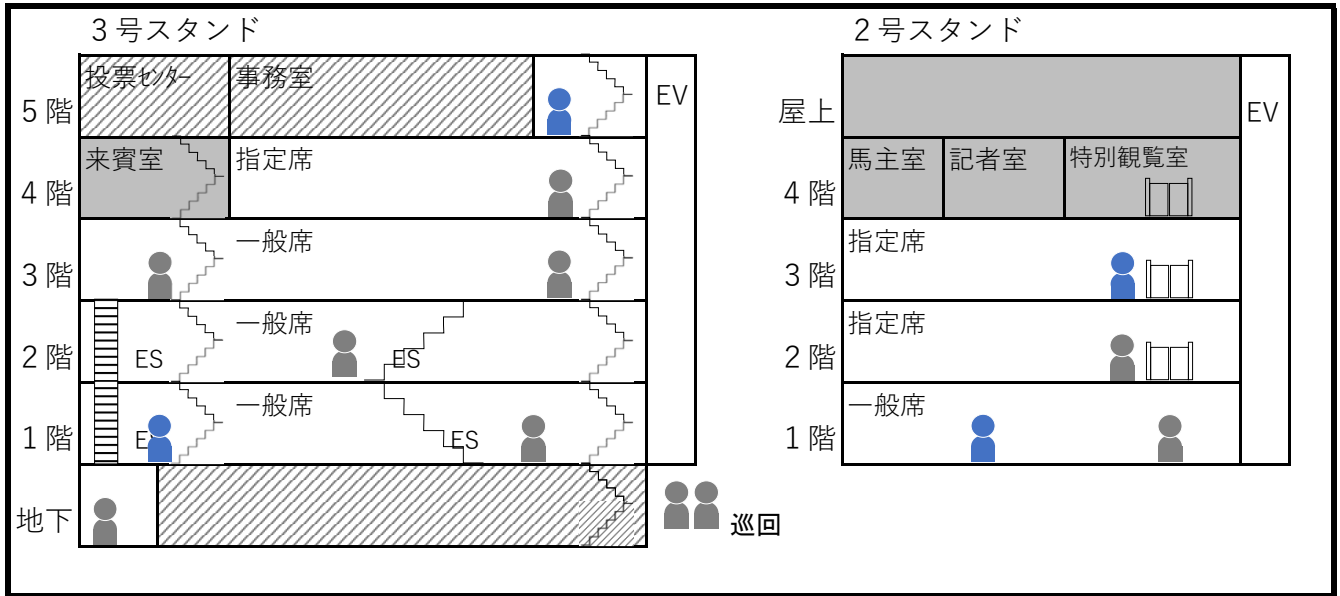 3号スタンド
投票ｾﾝﾀｰ
事務室
EV
5階
来賓室
指定席
4階
一般席
3階
一般席
ES
ES
2階
一般席
ES
ES
1階
地下
巡回
2号スタンド
屋上
EV
馬主室
記者室
特別観覧室
4階
指定席
3階
指定席
2階
一般席
1階